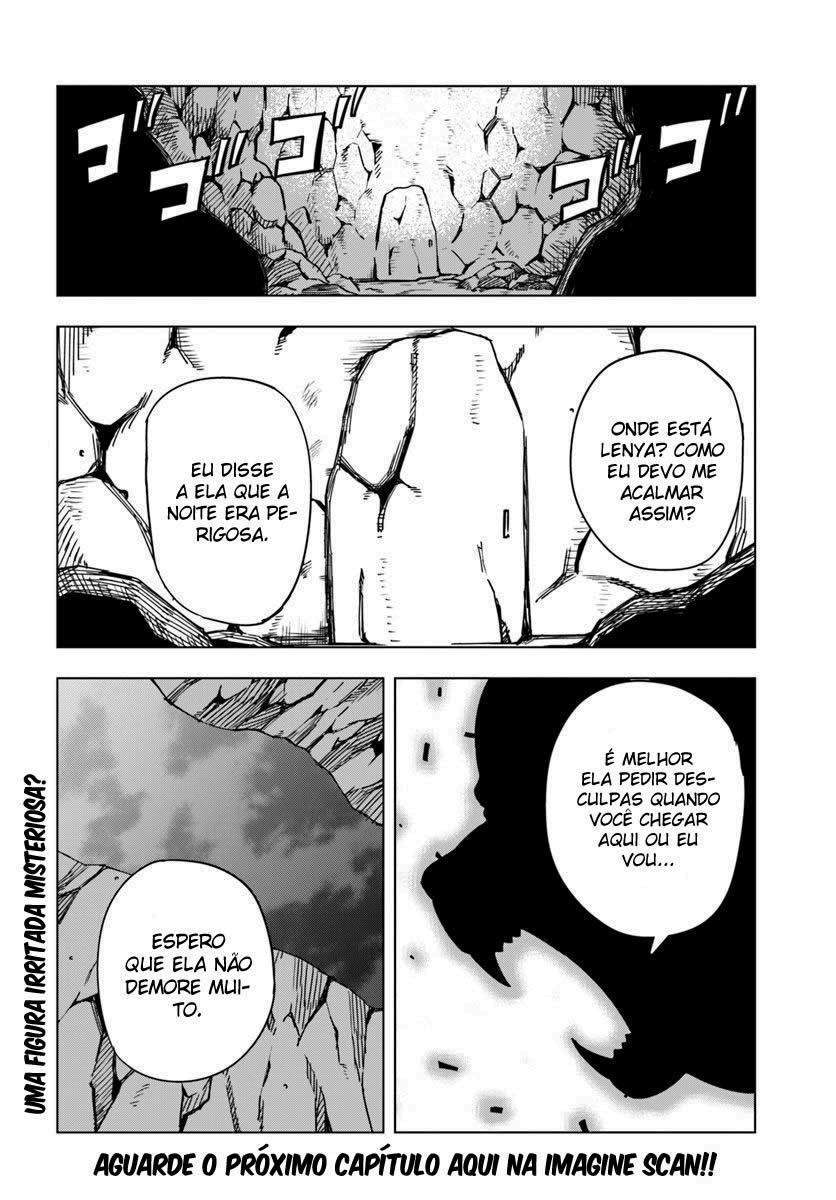 ゴ ゴ ゴ ゴ ゴ
ONDE ESTÁ
LENYA? COMO
EU DEVO ME
ACALMAR
ASSIM?
EU DISSE
A ELA QUE A
NOITE ERA PE-
RIGOSA.
É MELHOR
ELA PEDIR DES-
CULPAS QUANDO
VOCÊ CHEGAR
AQUI OU EU
VOU...
ESPERO
QUE ELA NÃO
DEMORE MUI-
TO.
UMA FIGURA IRRITADA MISTERIOSA?
AGUARDE O PRÓXIMO CAPÍTULO AQUI NA IMAGINE SCAN!!